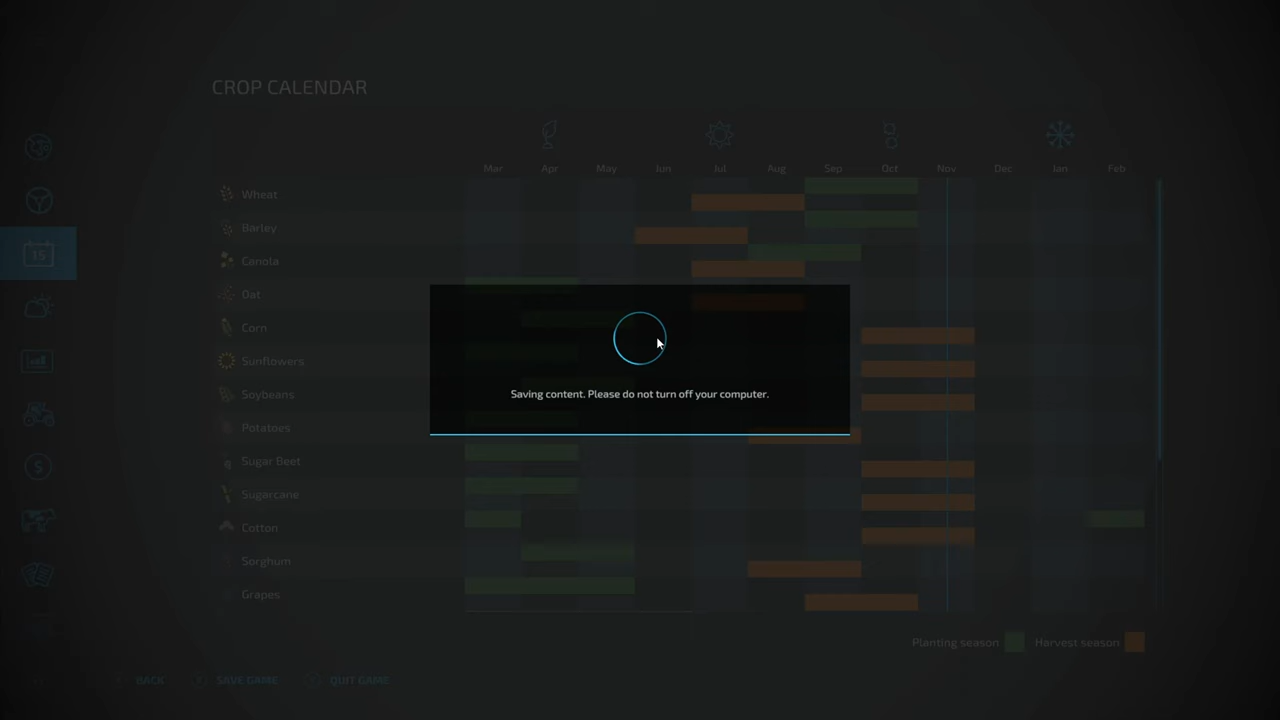 CROP CALENDAR
Mar Apr May Jun Jul Aug Sep Oct Nov Dec Jan Feb
Wheat
Barley
15
Canola
Oat
Corn
Sunflowers
Soybeans
Saving content. Please do not turn off your computer.
Potatoes
Sugar Beet
Sugarcane
Cotton
Sorghum
Grapes
Planting season Harvest season
BACK SAVE GAME QUIT GAME